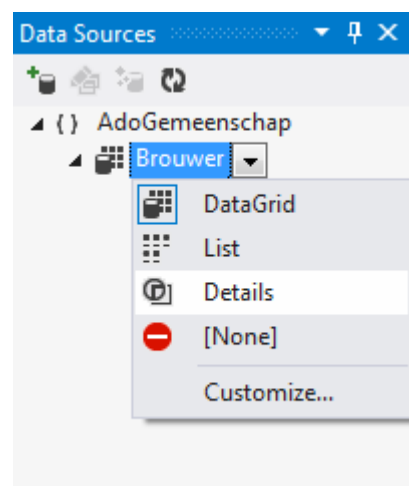 Data Sources
{ } AdoGemeenschap
Brouwer
DataGrid
List
Details
[None]
Customize...